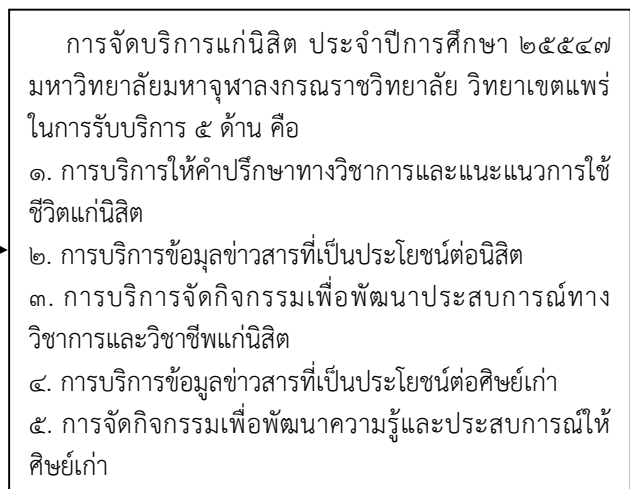 การจัดบริการแก่นิสิต ประจำปีการศึกษา ๒๕๕๔๗
มหาวิทยาลัยมหาจุฬาลงกรณราชวิทยาลัย วิทยาเขตแพร่
ในการรับบริการ ๕ ด้าน คือ
๑. การบริการให้คำปรึกษาทางวิชาการและแนะแนวการใช้
ชีวิตแก่นิสิต
๒. การบริการข้อมุลข่าวสารที่เป็นประโยชน์ต่อนิสิต
๓. การบริการจัดกิจกรรมเพื่อพัฒนาประสบการณ์ทาง
วิชาการและวิชาชีพแก่นิสิต
๔. การบริการข้อมูลข่าวสารที่เป็นประโยชน์ต่อศิษย์เก่า
๕. การจัดกิจกรรมเพื่อพัฒนาความรู้และประสบการณ์ให้
ศิษย์เก่า